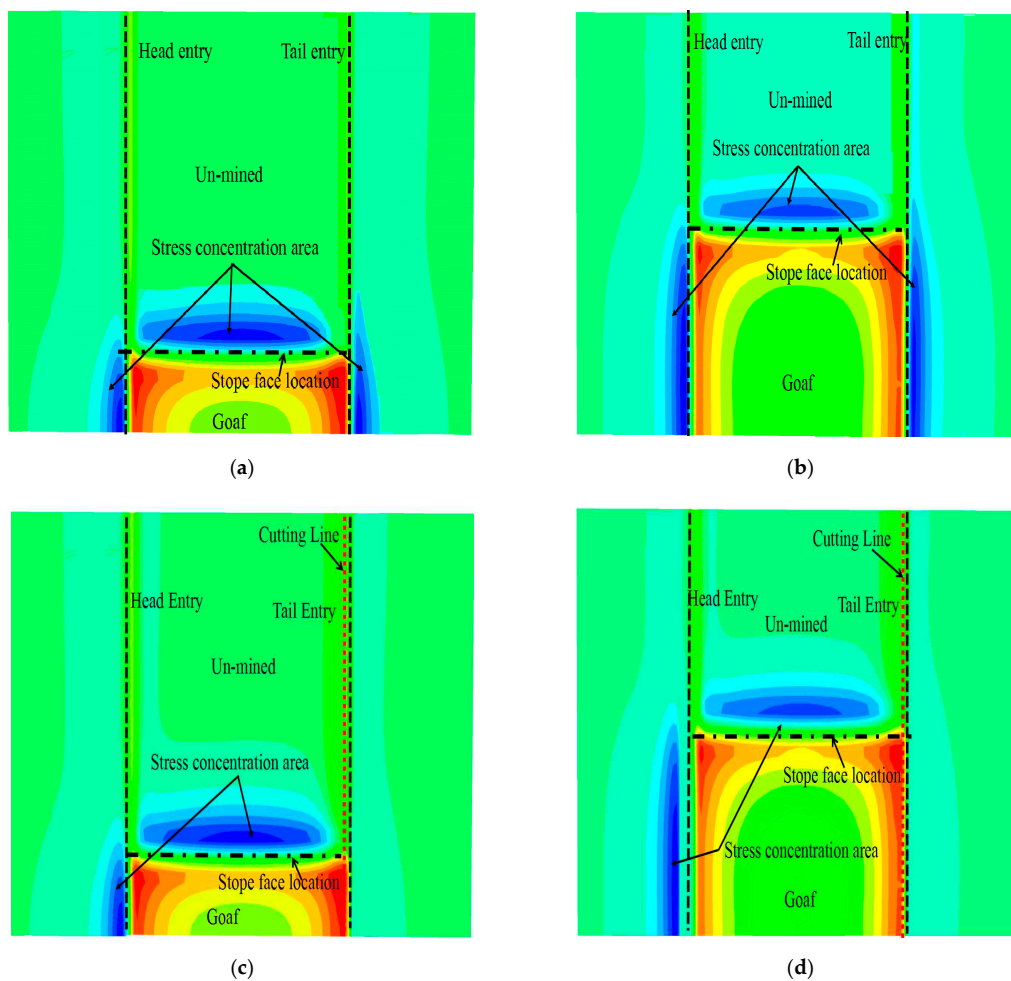 Head entry
Tail entry
Un-mined
Stress concentration area
Stope face location
Goaf
(a)
Head entry
Tail entry
Un-mined
Stress concentration area
Stope face location
Goaf
(b)
Cutting Line
Head Entry
Tail Entry
Un-mined
Stress concentration area
Stope face location
Goaf
(c)
Cutting Line
Head Entry
Tail Entry
Un-mined
Stope face location
Stress concentration area
Goaf
(d)